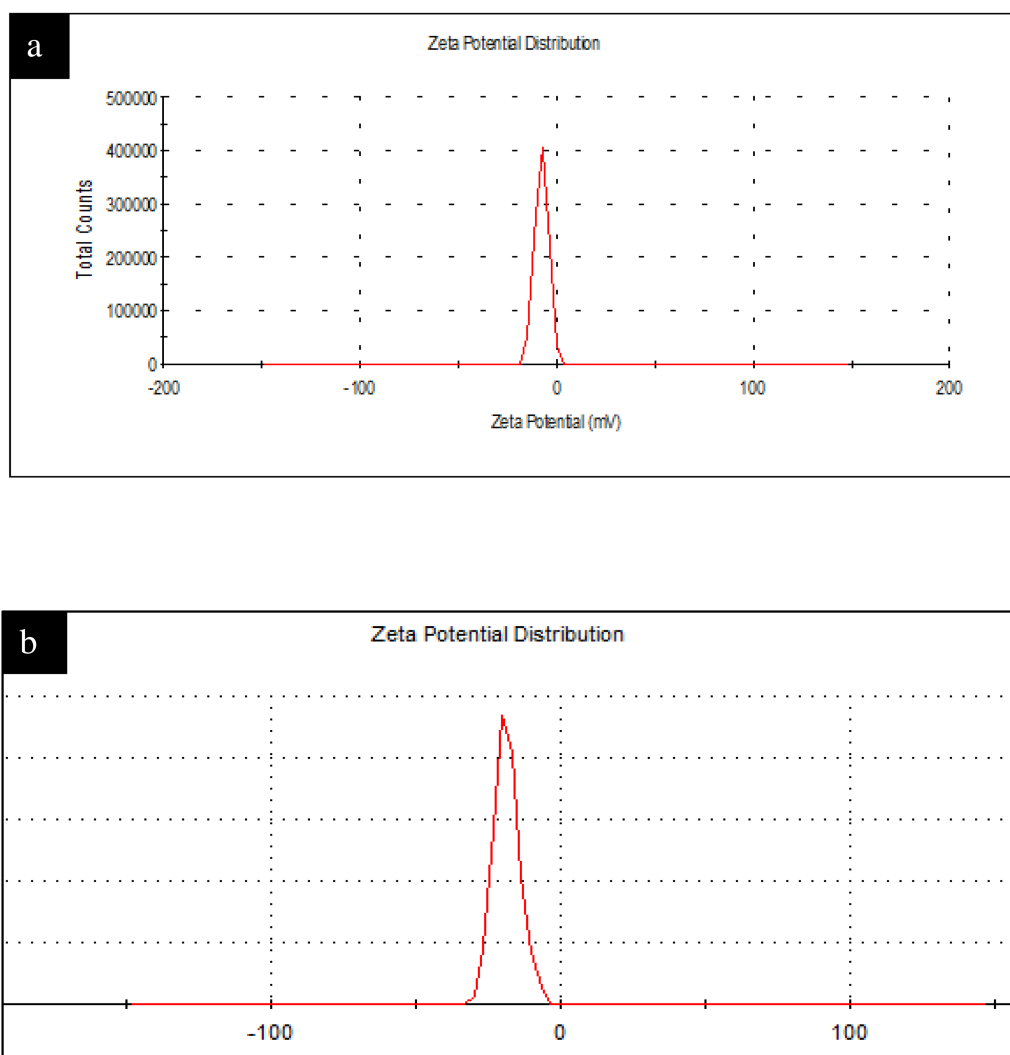 a
Zeta Potential Distribution
500000
400000
300000
200000
100000
0
Total Counts
-200 -100 0 100 200
Zeta Potential (mV)
b
Zeta Potential Distribution
-100 0 100